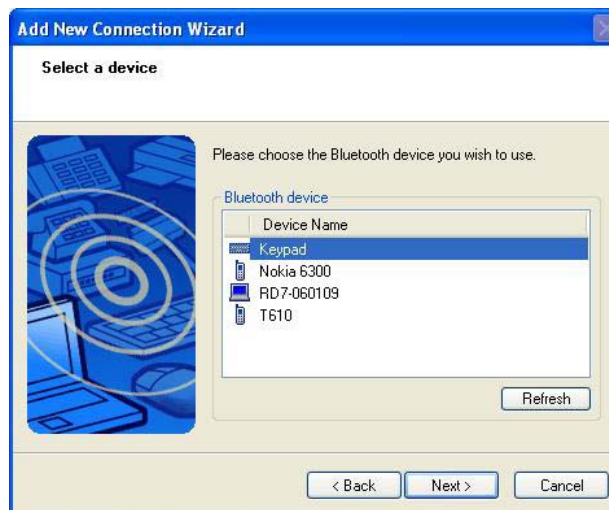 Add New Connection Wizard
Select a device
Please choose the Bluetooth device you wish to use.
Bluetooth device
Device Name
Keypad
Nokia 6300
RD7-060109
T610
Refresh
< Back
Next >
Cancel